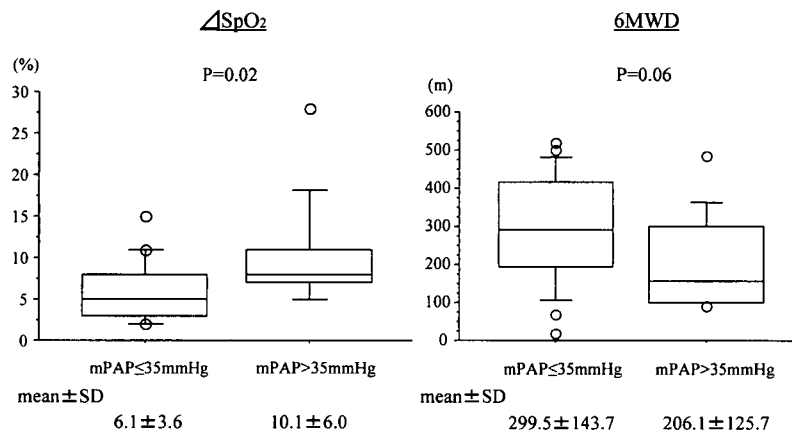 ⊿SpO₂
(%)
P=0.02
30
25
20
15
10
5
0
mPAP≤35mmHg mPAP>35mmHg
mean±SD
6.1±3.6 10.1±6.0
6MWD
(m)
P=0.06
600
500
400
300
200
100
0
mPAP≤35mmHg mPAP>35mmHg
mean±SD
299.5±143.7 206.1±125.7